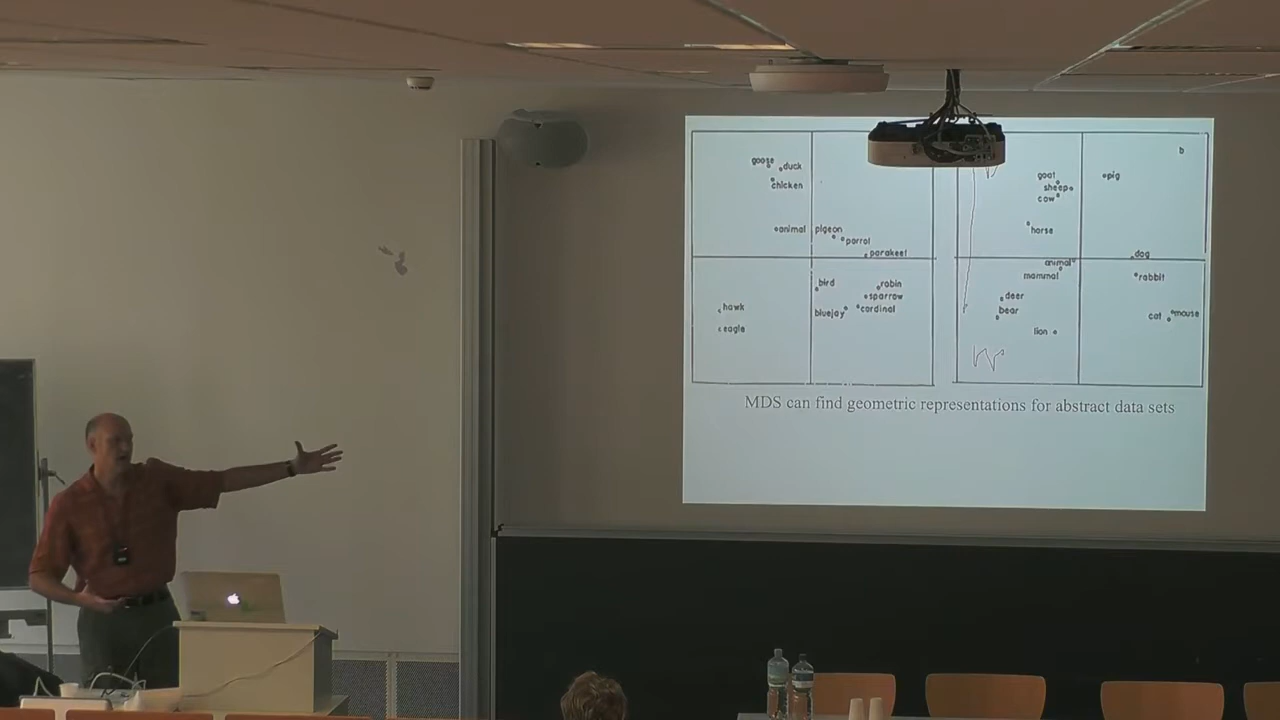 goose
duck
chicken
animal
pigeon
parrot
parakeet
bird
robin
sparrow
bluejay
cardinal
hawk
eagle
b
goat
pig
sheep
cow
horse
dog
animal
mammal
rabbit
deer
bear
cat
mouse
lion
MDS can find geometric representations for abstract data sets